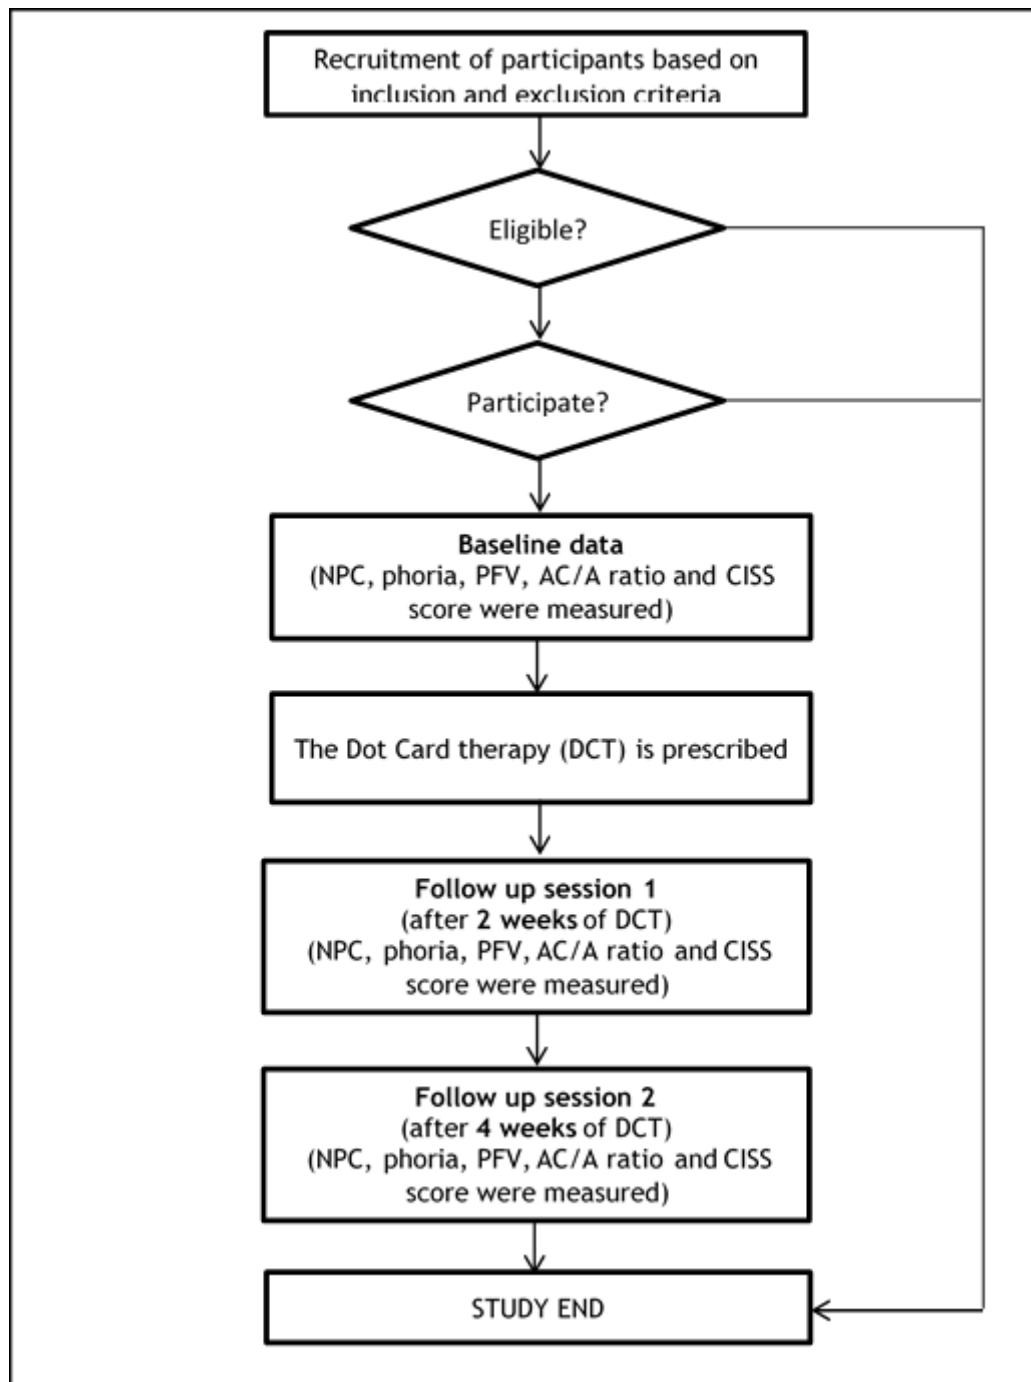 Recruitment of participants based on
inclusion and exclusion criteria
Eligible?
Participate?
Baseline data
(NPC, phoria, PFV, AC/A ratio and CISS
score were measured)
The Dot Card therapy (DCT) is prescribed
Follow up session 1
(after 2 weeks of DCT)
(NPC, phoria, PFV, AC/A ratio and CISS
score were measured)
Follow up session 2
(after 4 weeks of DCT)
(NPC, phoria, PFV, AC/A ratio and CISS
score were measured)
STUDY END